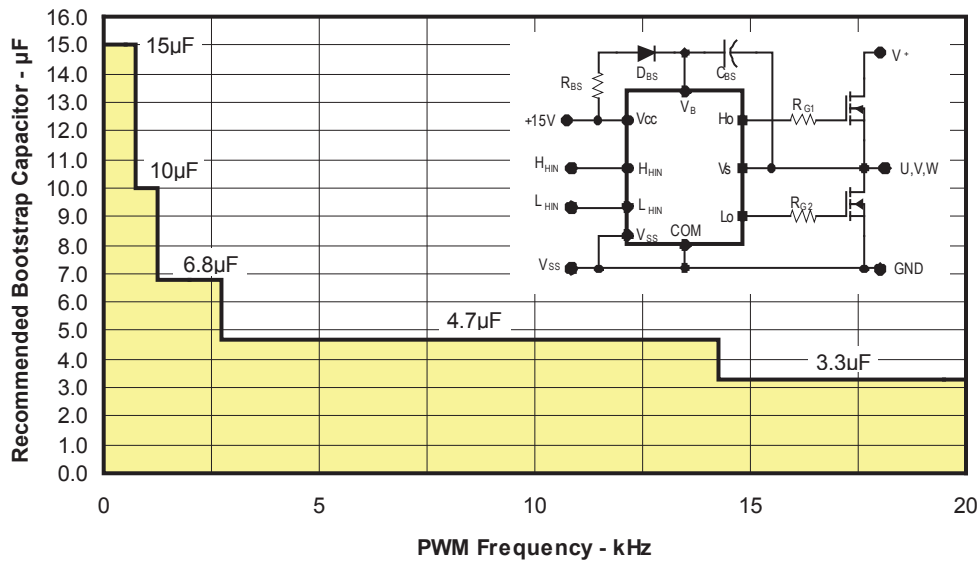 Recommended Bootstrap Capacitor - µF
16.0
15.0
14.0
13.0
12.0
11.0
10.0
9.0
8.0
7.0
6.0
5.0
4.0
3.0
2.0
1.0
0.0
15µF
10µF
6.8µF
4.7µF
3.3µF
RBS
DBS
CBS
V+
VB
+15V
Vcc
Ho
RG1
HHIN
HHIN
Vs
U,V,W
LHIN
LHIN
Lo
RG2
VSS
COM
VSS
GND
0
5
10
15
20
PWM Frequency - kHz